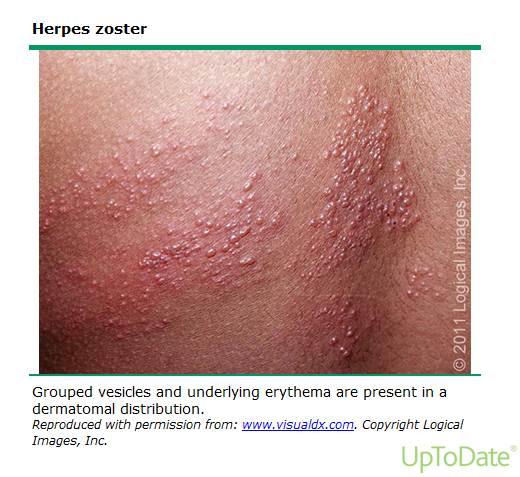 Herpes zoster
© 2011 Logical Images, Inc.
Grouped vesicles and underlying erythema are present in a
dermatomal distribution.
Reproduced with permission from: www.visualdx.com. Copyright Logical
Images, Inc.
UpToDate®